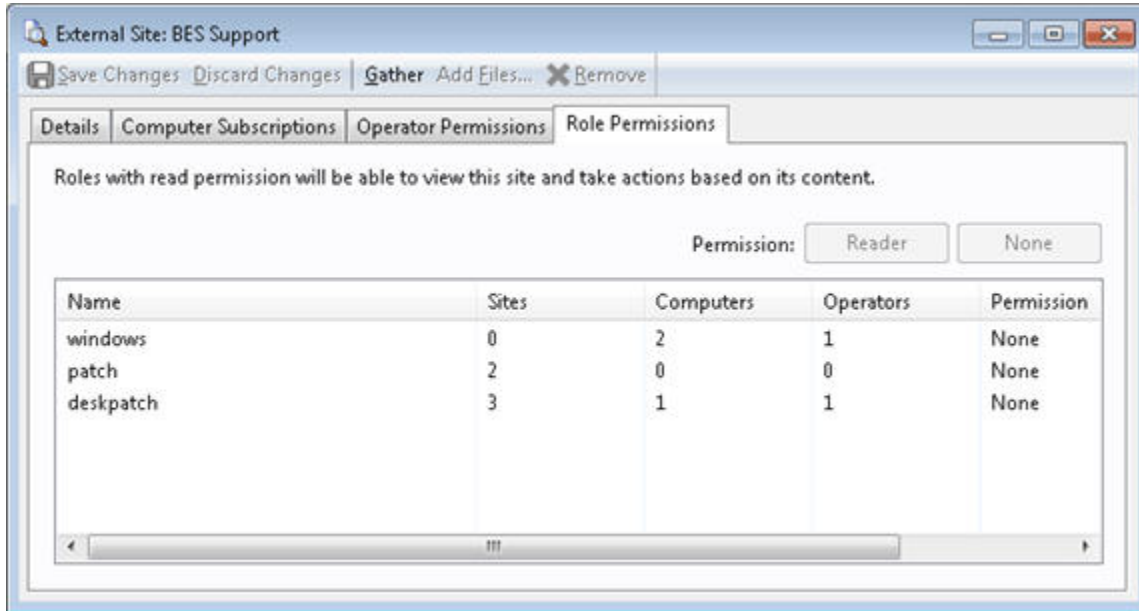 External Site: BES Support
Save Changes Discard Changes Gather Add Files... Remove
Details Computer Subscriptions Operator Permissions Role Permissions
Roles with read permission will be able to view this site and take actions based on its content.
Permission: Reader None
Name Sites Computers Operators Permission
windows 0 2 1 None
patch 2 0 0 None
deskpatch 3 1 1 None